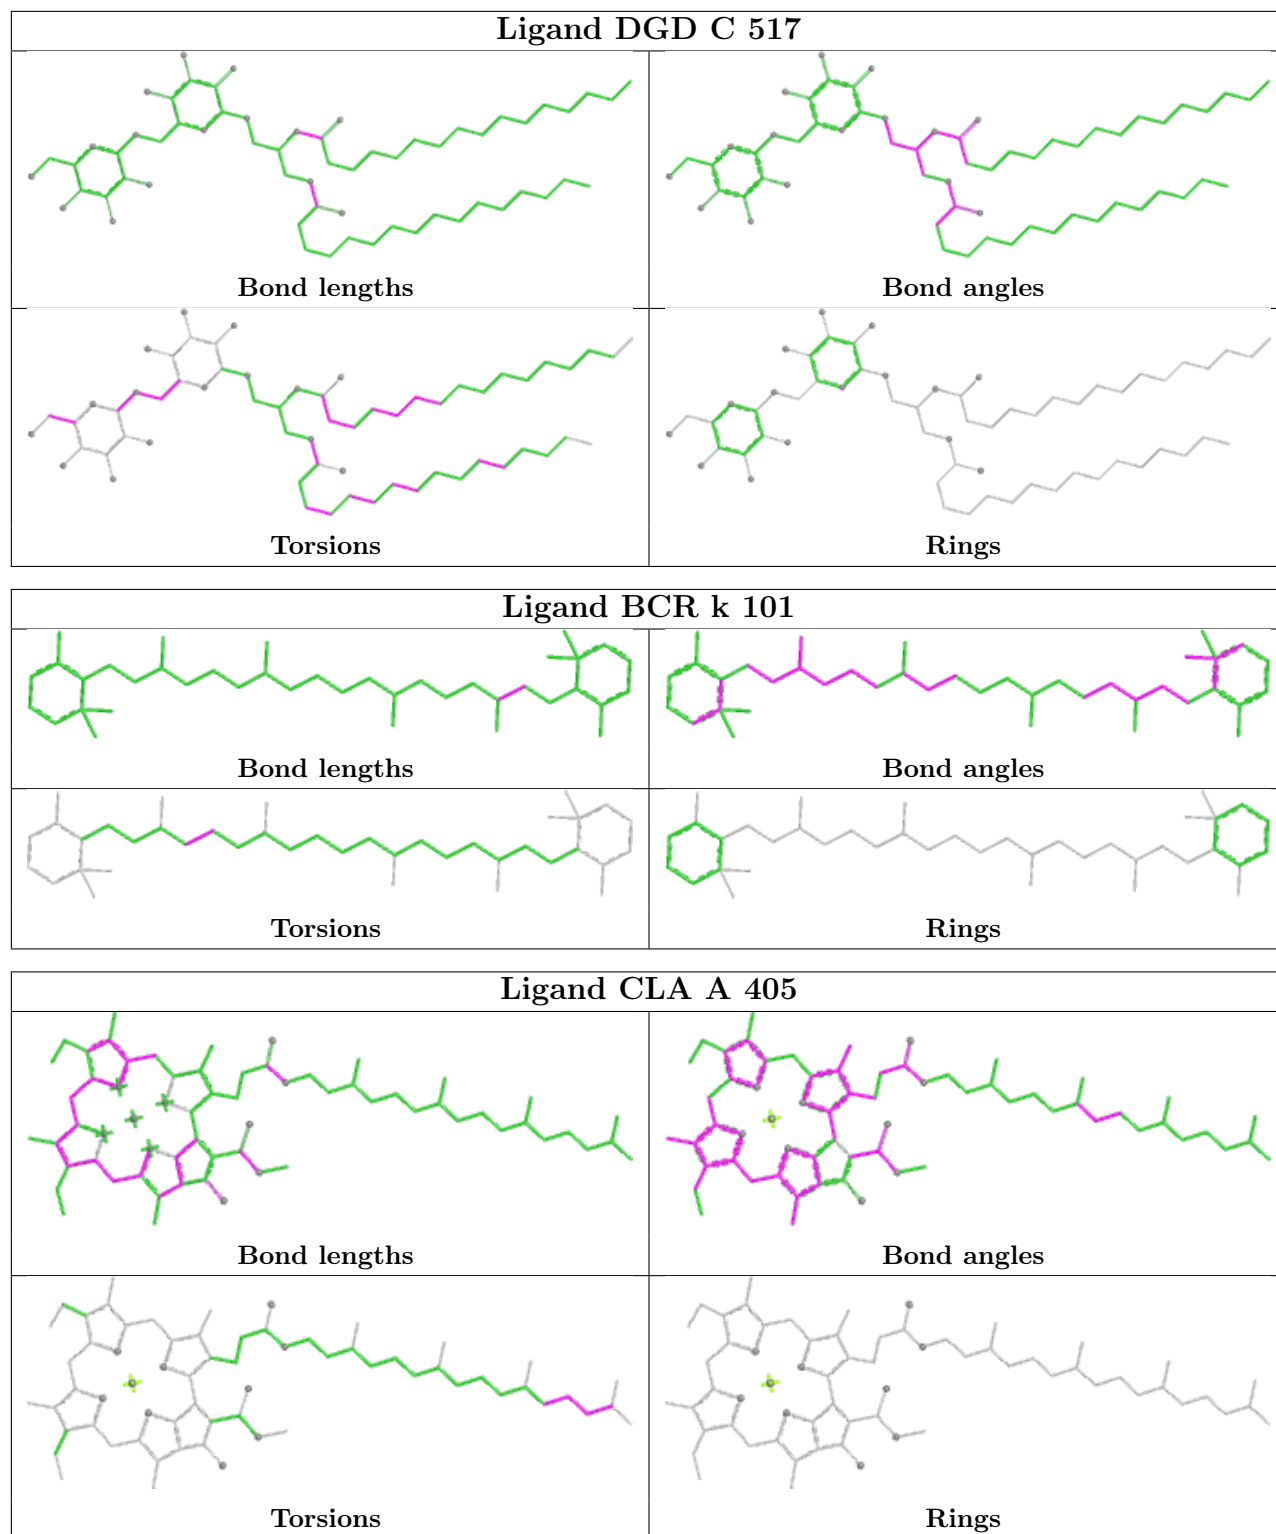 Ligand DGD C 517
Bond lengths
Bond angles
Torsions
Rings
Ligand BCR k 101
Bond lengths
Bond angles
Torsions
Rings
Ligand CLA A 405
Bond lengths
Bond angles
Torsions
Rings